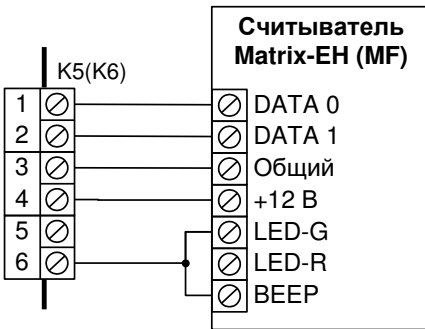 Считыватель
Matrix-EH (MF)
K5(K6)
1 DATA 0
2 DATA 1
3 Общий
4 +12 В
5 LED-G
6 LED-R
BEEP